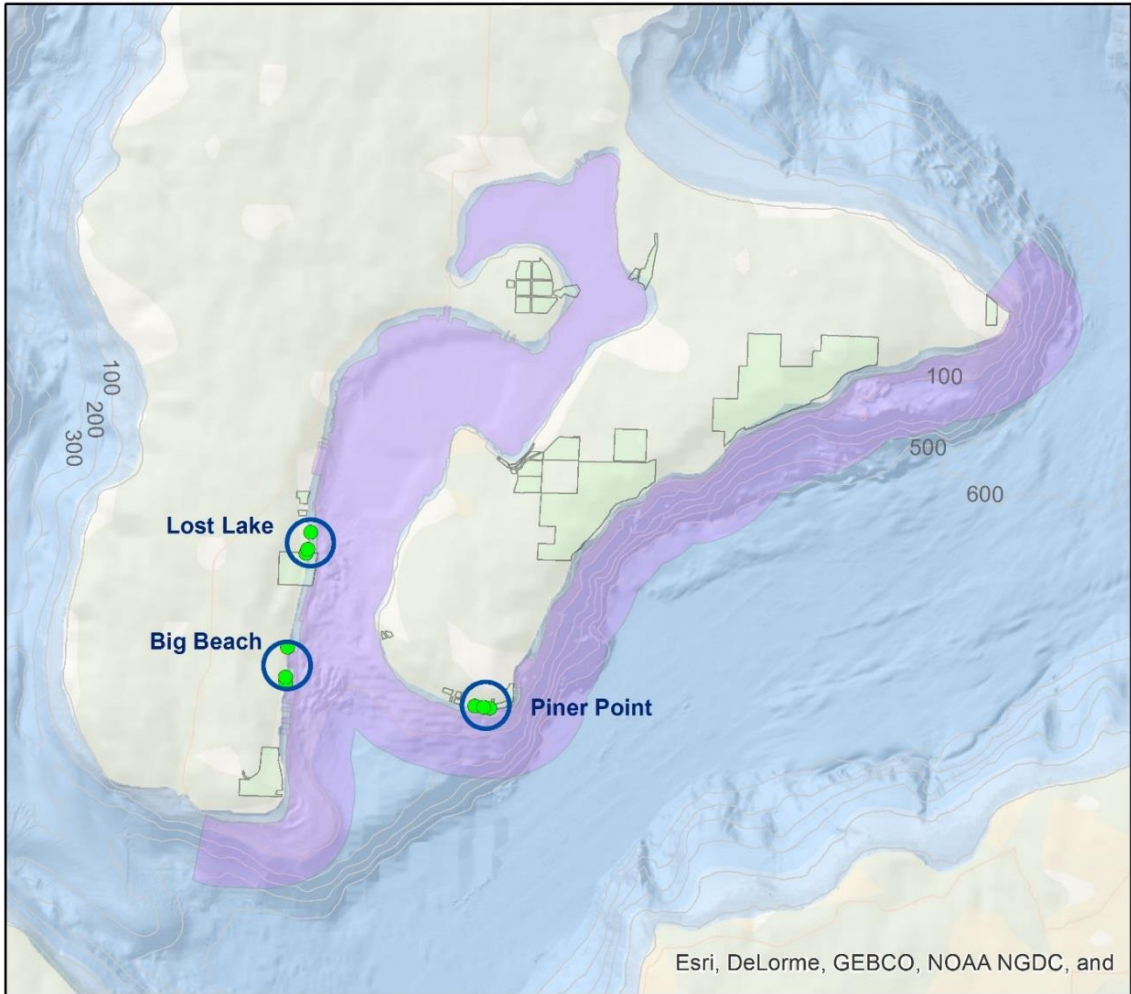 100
200
300
100
500
600
Lost Lake
Big Beach
Piner Point
Esri, DeLorme, GEBCO, NOAA NGDC, and